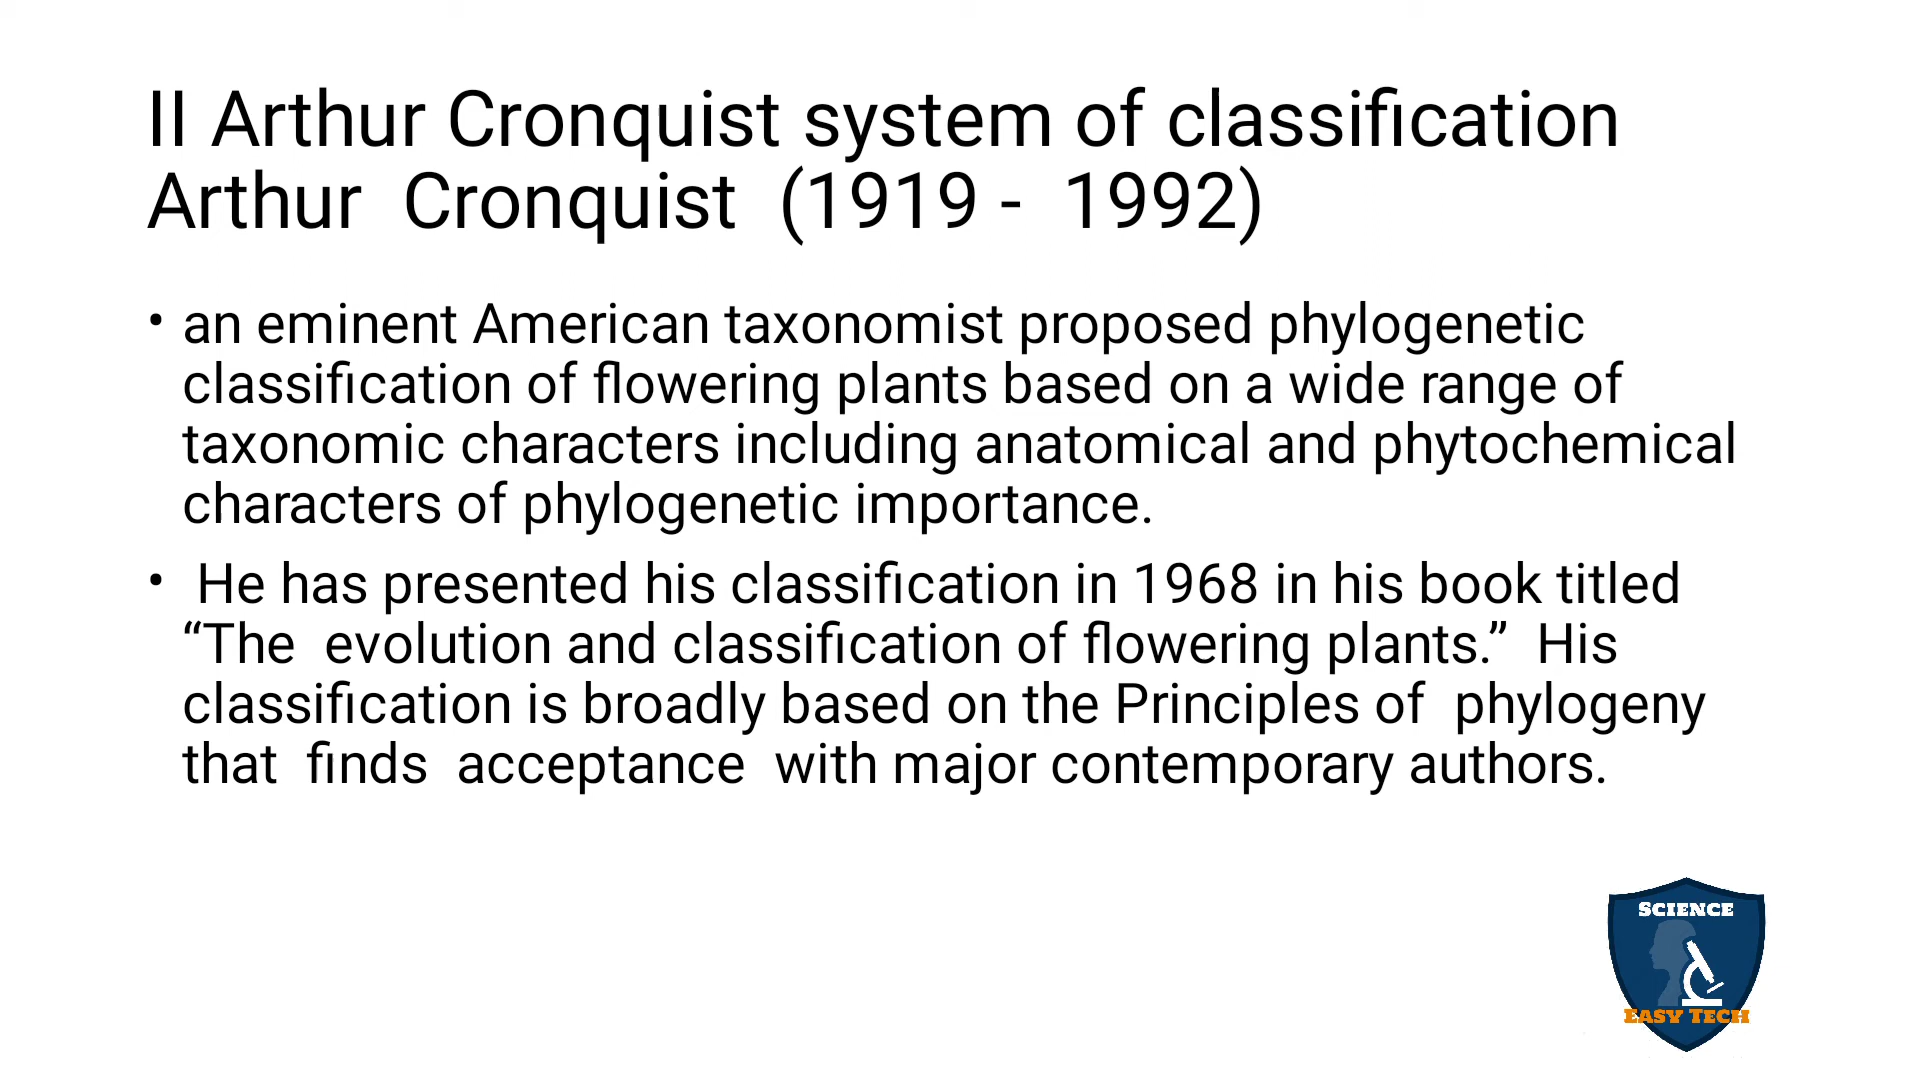 II Arthur Cronquist system of classification
Arthur  Cronquist  (1919 -  1992)
• an eminent American taxonomist proposed phylogenetic
classification of flowering plants based on a wide range of
taxonomic characters including anatomical and phytochemical
characters of phylogenetic importance.
•  He has presented his classification in 1968 in his book titled
“The  evolution and classification of flowering plants.”  His
classification is broadly based on the Principles of  phylogeny
that  finds  acceptance  with major contemporary authors.
SCIENCE
EASY TECH